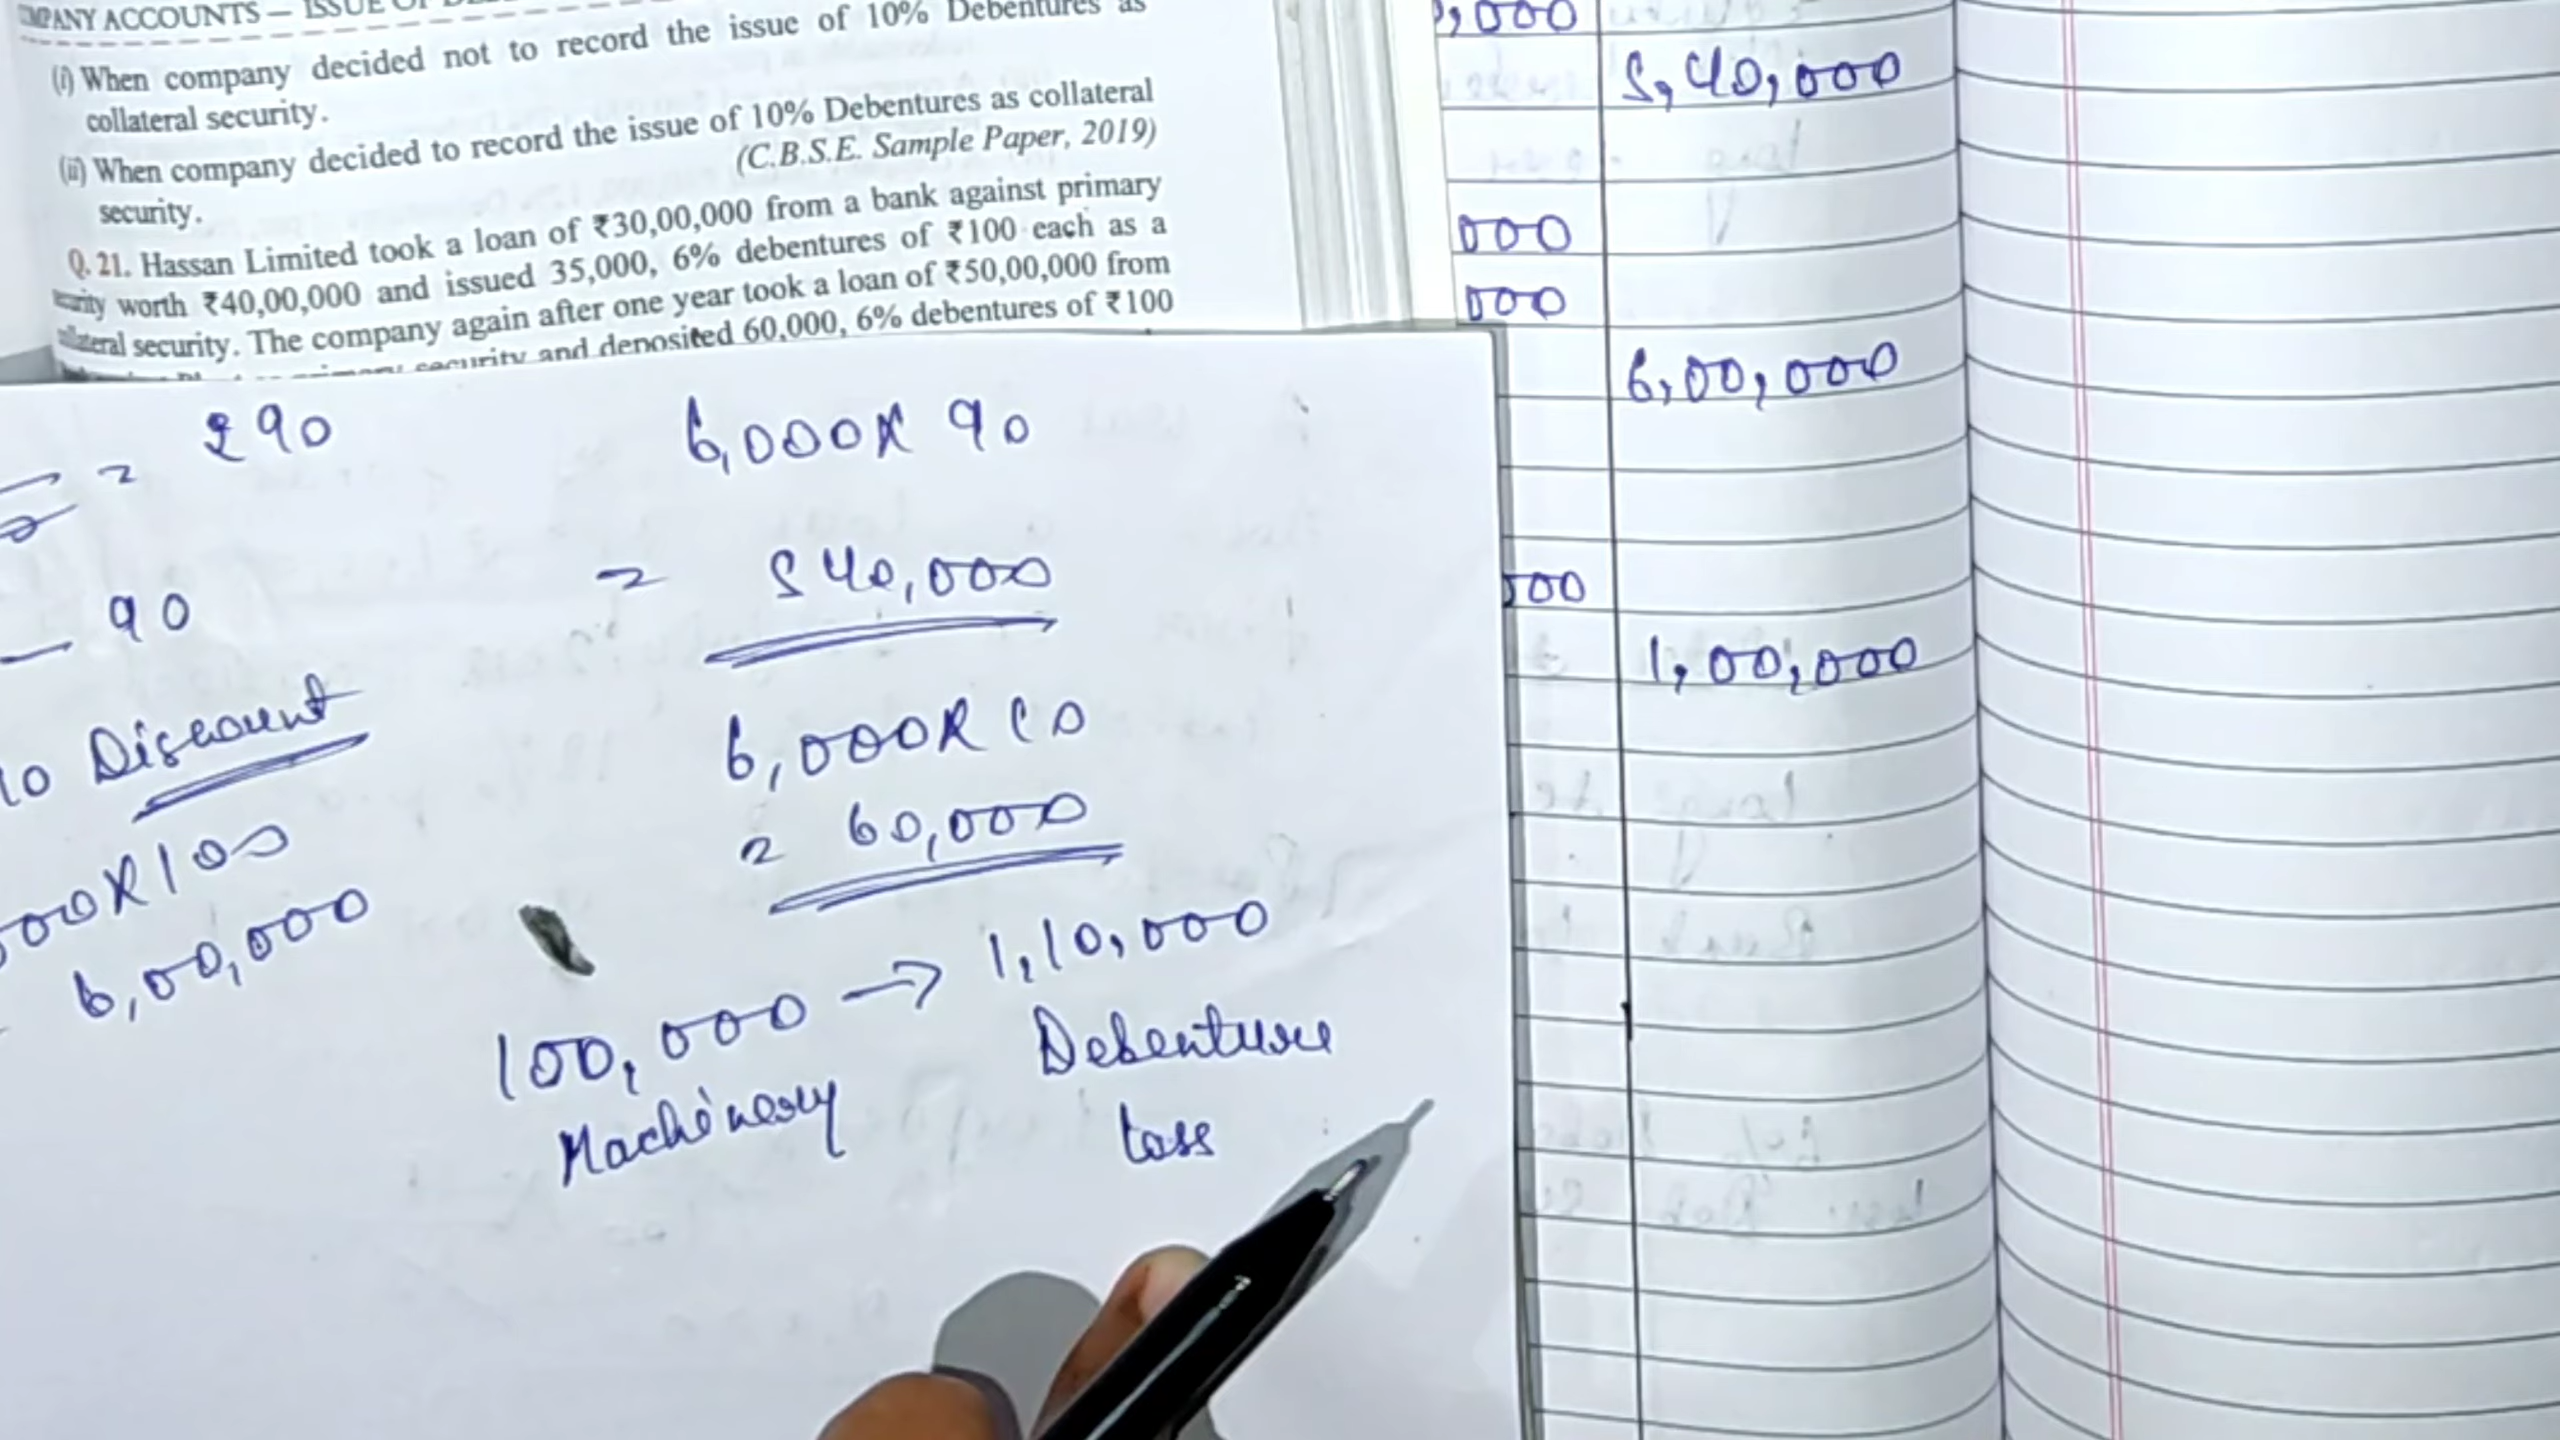 COMPANY ACCOUNTS — ISSUE OF
(i) When company decided not to record the issue of 10% Debentures as
collateral security.
(ii) When company decided to record the issue of 10% Debentures as collateral
security.
(C.B.S.E. Sample Paper, 2019)
Q. 21. Hassan Limited took a loan of ₹30,00,000 from a bank against primary
security worth ₹40,00,000 and issued 35,000, 6% debentures of ₹100 each as a
collateral security. The company again after one year took a loan of ₹50,00,000 from
security and deposited 60,000, 6% debentures of ₹100
= ₹90
90
10 Discount
000X100
6,00,000
6,000X 90
= 540,000
6,000X10
= 60,000
100,000 → 1,10,000
Machinery
Debenture
Loss
,000
5,40,000
000
000
6,00,000
500
1,00,000